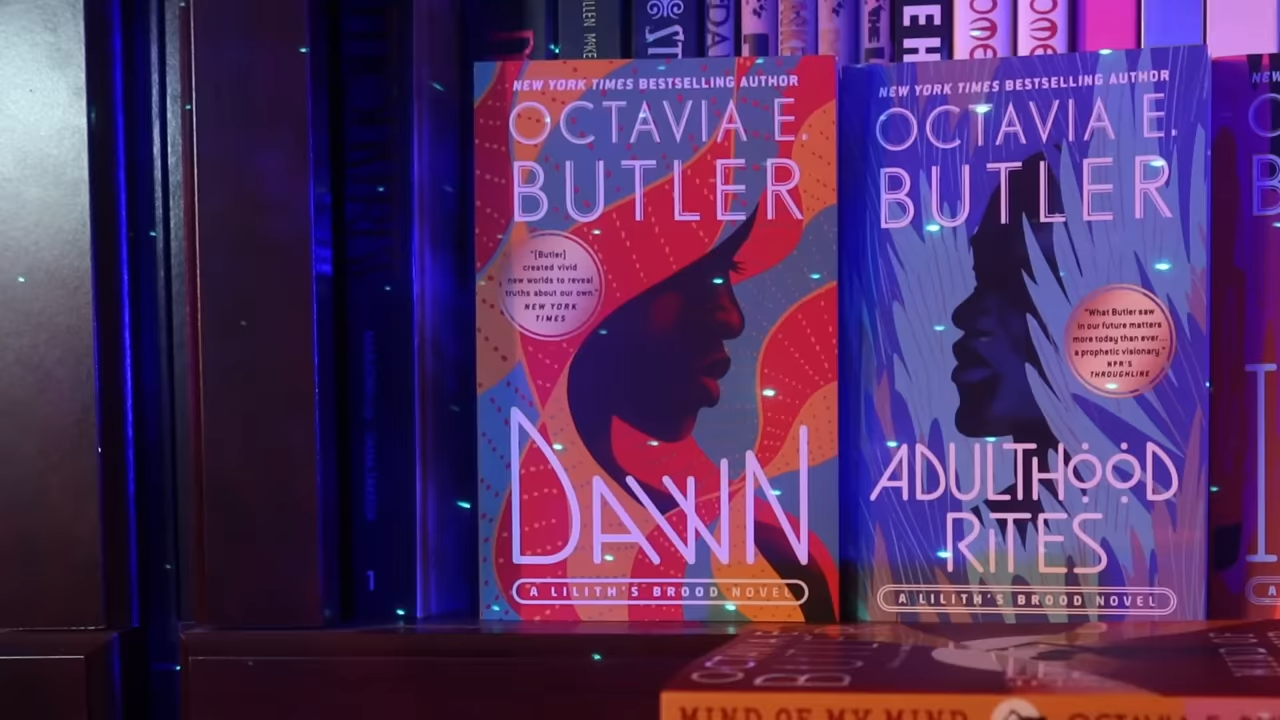 NEW YORK TIMES BESTSELLING AUTHOR
OCTAVIA E.
BUTLER
"[Butler]
created vivid
new worlds to reveal
truths about our own."
NEW YORK
TIMES
DAWN
A LILITH'S BROOD NOVEL
NEW YORK TIMES BESTSELLING AUTHOR
OCTAVIA E.
BUTLER
"What Butler saw
in our future matters
more today than ever...
a prophetic visionary."
NPR'S
THROUGHLINE
ADULTHOOD
RITES
A LILITH'S BROOD NOVEL
MIND OF MY MIND
1